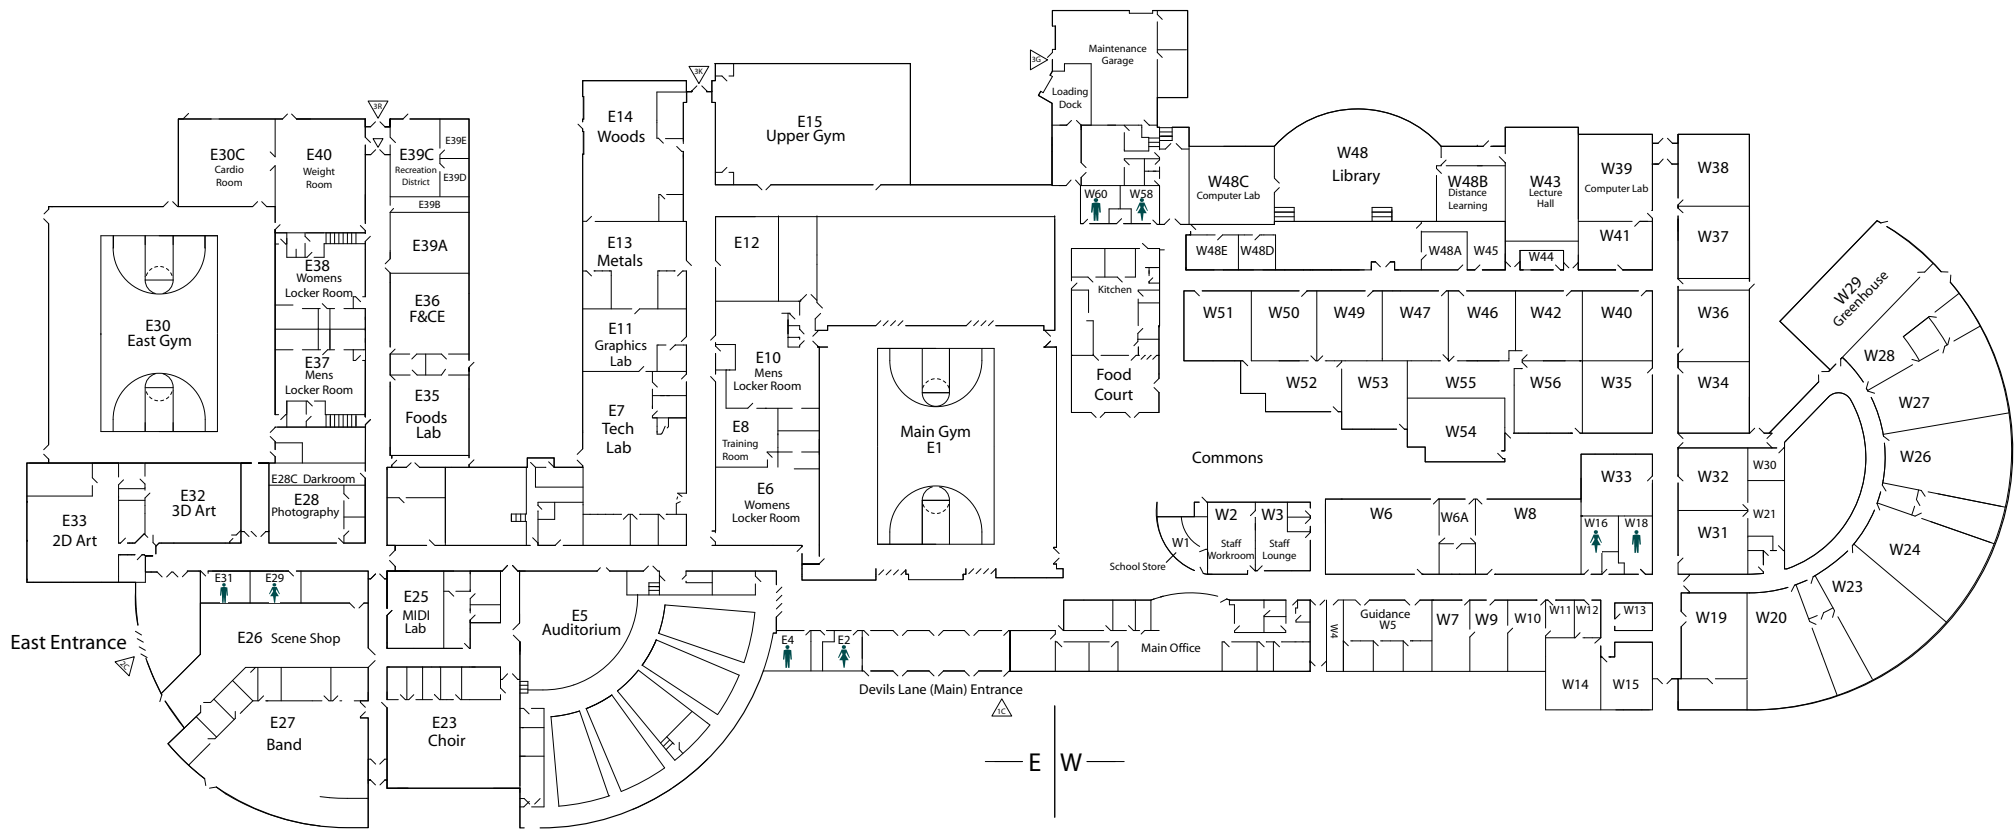 3G
Maintenance
Garage
Loading
Dock
3K
E14
Woods
E15
Upper Gym
3R
E30C
Cardio
Room
E40
Weight
Room
E39C
Recreation
District
E39E
E39D
E39B
E39A
E38
Womens
Locker Room
E36
F&CE
E37
Mens
Locker Room
E35
Foods
Lab
E30
East Gym
E13
Metals
E11
Graphics
Lab
E7
Tech
Lab
E12
E10
Mens
Locker Room
E8
Training
Room
E6
Womens
Locker Room
Main Gym
E1
W60
W58
Kitchen
Food
Court
W48C
Computer Lab
W48
Library
W48B
Distance
Learning
W43
Lecture
Hall
W39
Computer Lab
W38
W48E
W48D
W48A
W45
W44
W41
W37
W51
W50
W49
W47
W46
W42
W40
W36
W52
W53
W55
W56
W35
W34
W54
Commons
W29
Greenhouse
W28
W27
W26
W24
W23
W33
W32
W30
W21
W31
E28C Darkroom
E28
Photography
E32
3D Art
E33
2D Art
W1
School Store
W2
Staff
Workroom
W3
Staff
Lounge
W6
W6A
W8
W16
W18
E31
E29
E25
MIDI
Lab
E5
Auditorium
E26 Scene Shop
East Entrance
E4
E2
Main Office
W4
Guidance
W5
W7
W9
W10
W11
W12
W13
W14
W15
W19
W20
Devils Lane (Main) Entrance
1C
E27
Band
E23
Choir
E
W